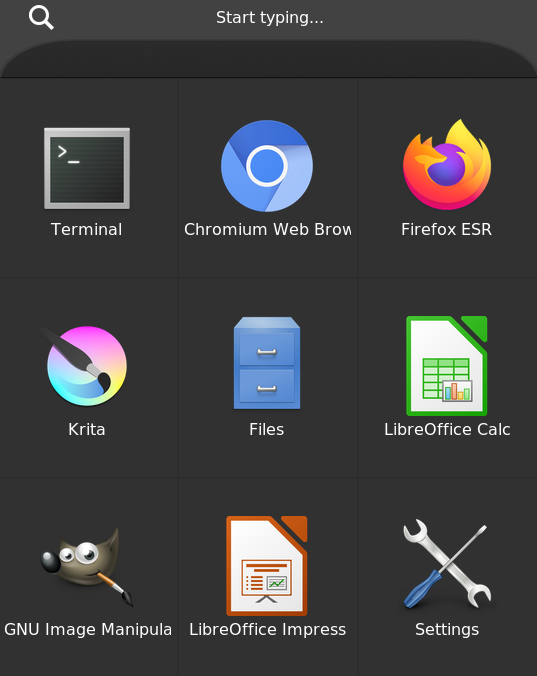 Start typing...
Terminal
Chromium Web Brow
Firefox ESR
Krita
Files
LibreOffice Calc
GNU Image Manipula
LibreOffice Impress
Settings